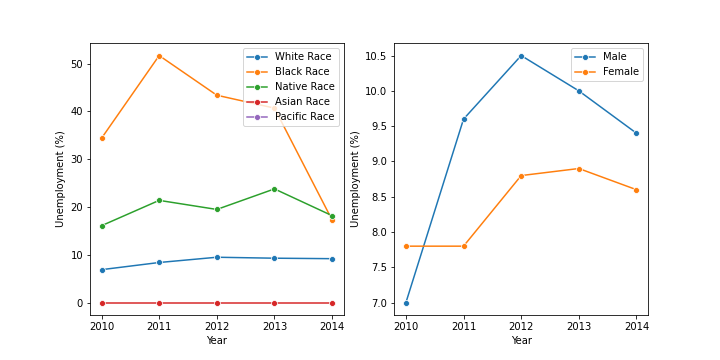 50
40
30
20
10
0
Unemployment (%)
2010 2011 2012 2013 2014
Year
White Race
Black Race
Native Race
Asian Race
Pacific Race
10.5
10.0
9.5
9.0
8.5
8.0
7.5
7.0
Unemployment (%)
2010 2011 2012 2013 2014
Year
Male
Female